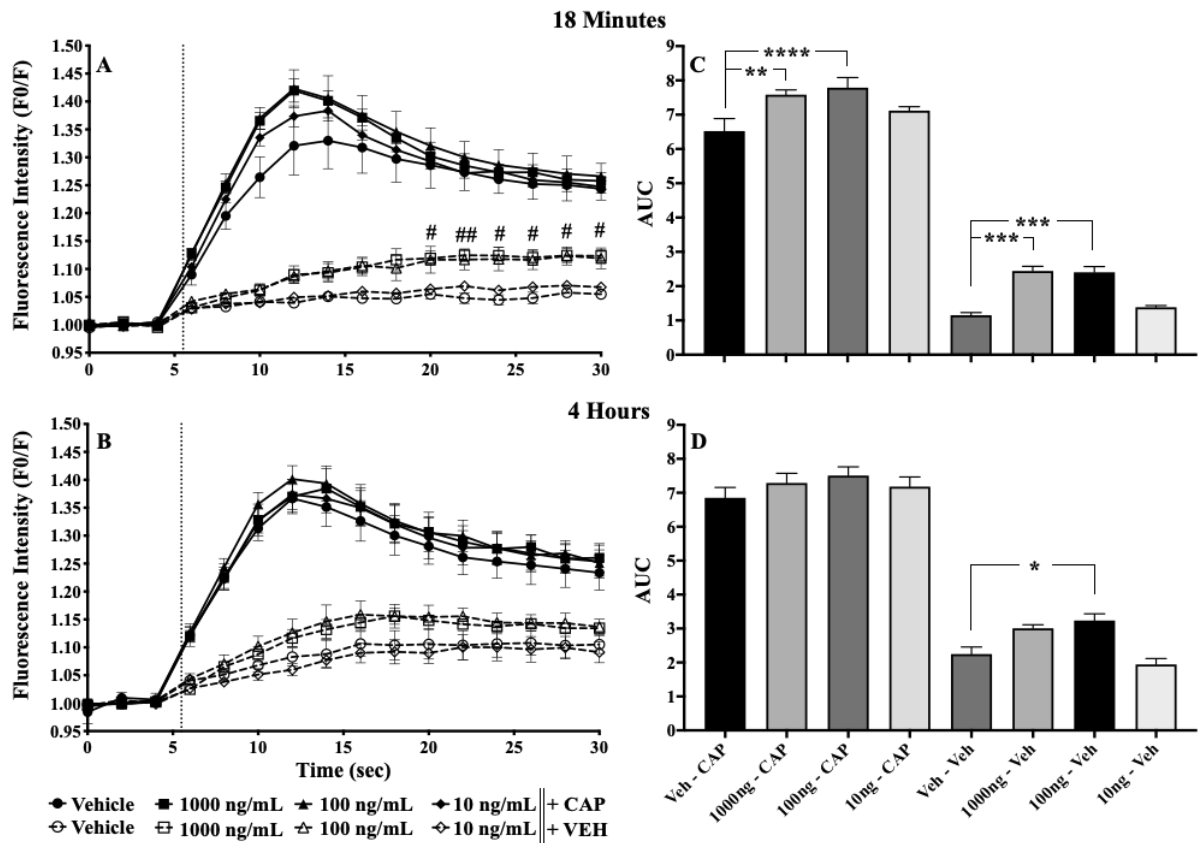 18 Minutes
A
Fluorescence Intensity (F0/F)
1.50
1.45
1.40
1.35
1.30
1.25
1.20
1.15
1.10
1.05
1.00
0.95
# ## # # # #
0 5 10 15 20 25 30
C
AUC
9
8
7
6
5
4
3
2
1
0
****
**
***
***
4 Hours
B
Fluorescence Intensity (F0/F)
1.50
1.45
1.40
1.35
1.30
1.25
1.20
1.15
1.10
1.05
1.00
0.95
0 5 10 15 20 25 30
Time (sec)
D
AUC
9
8
7
6
5
4
3
2
1
0
*
Veh - CAP
1000ng - CAP
100ng - CAP
10ng - CAP
Veh - Veh
1000ng - Veh
100ng - Veh
10ng - Veh
Vehicle 1000 ng/mL 100 ng/mL 10 ng/mL + CAP
Vehicle 1000 ng/mL 100 ng/mL 10 ng/mL + VEH